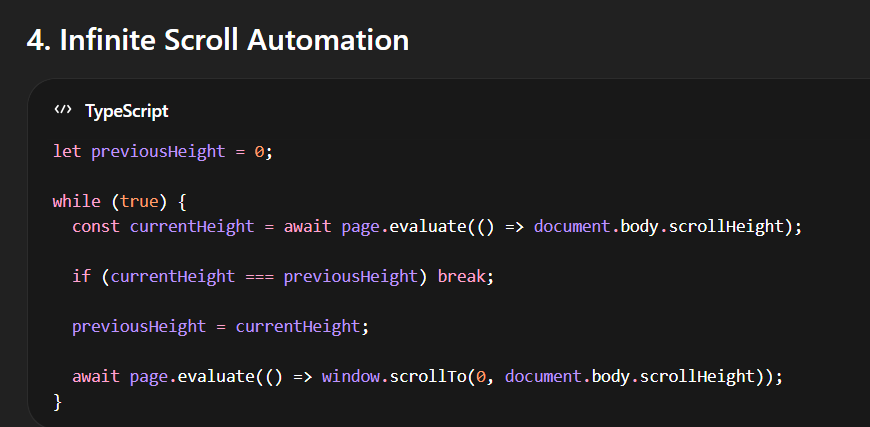 4. Infinite Scroll Automation
</> TypeScript
let previousHeight = 0;
while (true) {
const currentHeight = await page.evaluate(() => document.body.scrollHeight);
if (currentHeight === previousHeight) break;
previousHeight = currentHeight;
await page.evaluate(() => window.scrollTo(0, document.body.scrollHeight));
}